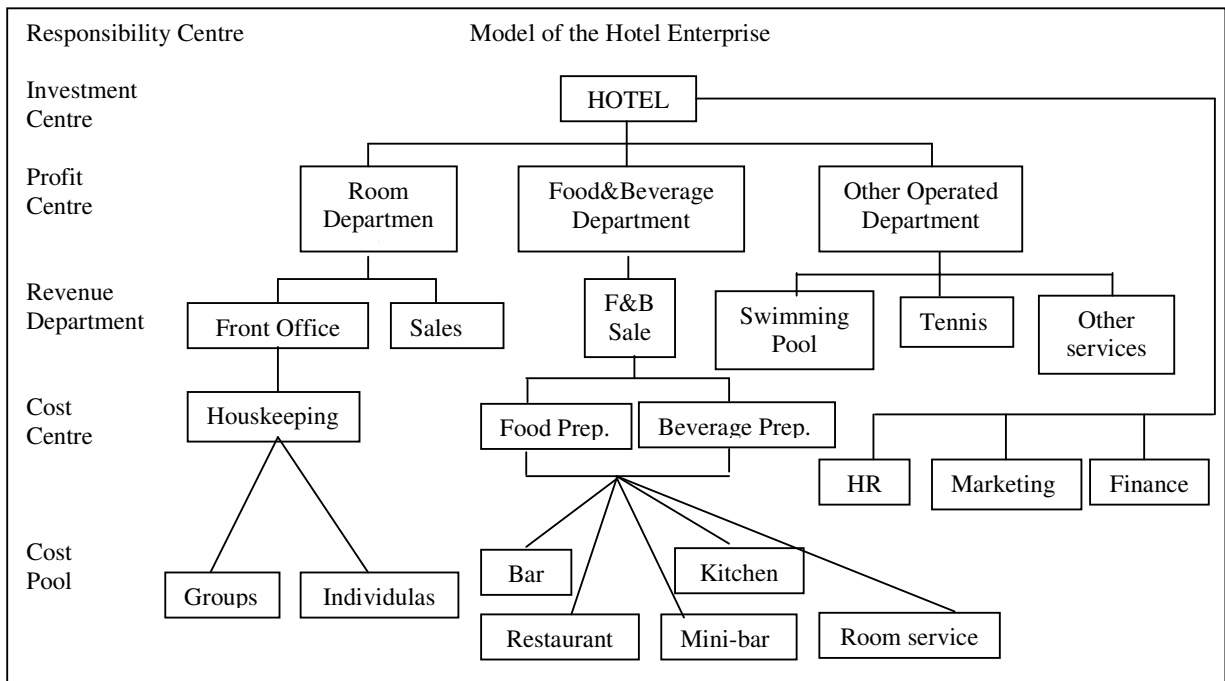 Responsibility Centre
Model of the Hotel Enterprise
Investment
Centre
HOTEL
Profit
Centre
Room
Departmen
Food&Beverage
Department
Other Operated
Department
Revenue
Department
Front Office
Sales
F&B
Sale
Swimming
Pool
Tennis
Other
services
Cost
Centre
Houskeeping
Food Prep.
Beverage Prep.
HR
Marketing
Finance
Cost
Pool
Groups
Individulas
Bar
Kitchen
Restaurant
Mini-bar
Room service